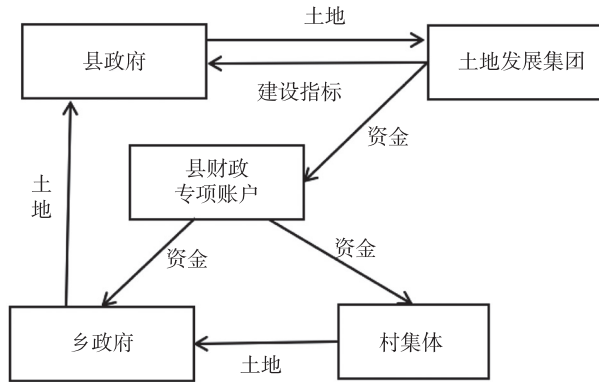 土地
县政府
土地发展集团
建设指标
资金
县财政
专项账户
土
地
资金
资金
乡政府
村集体
土地